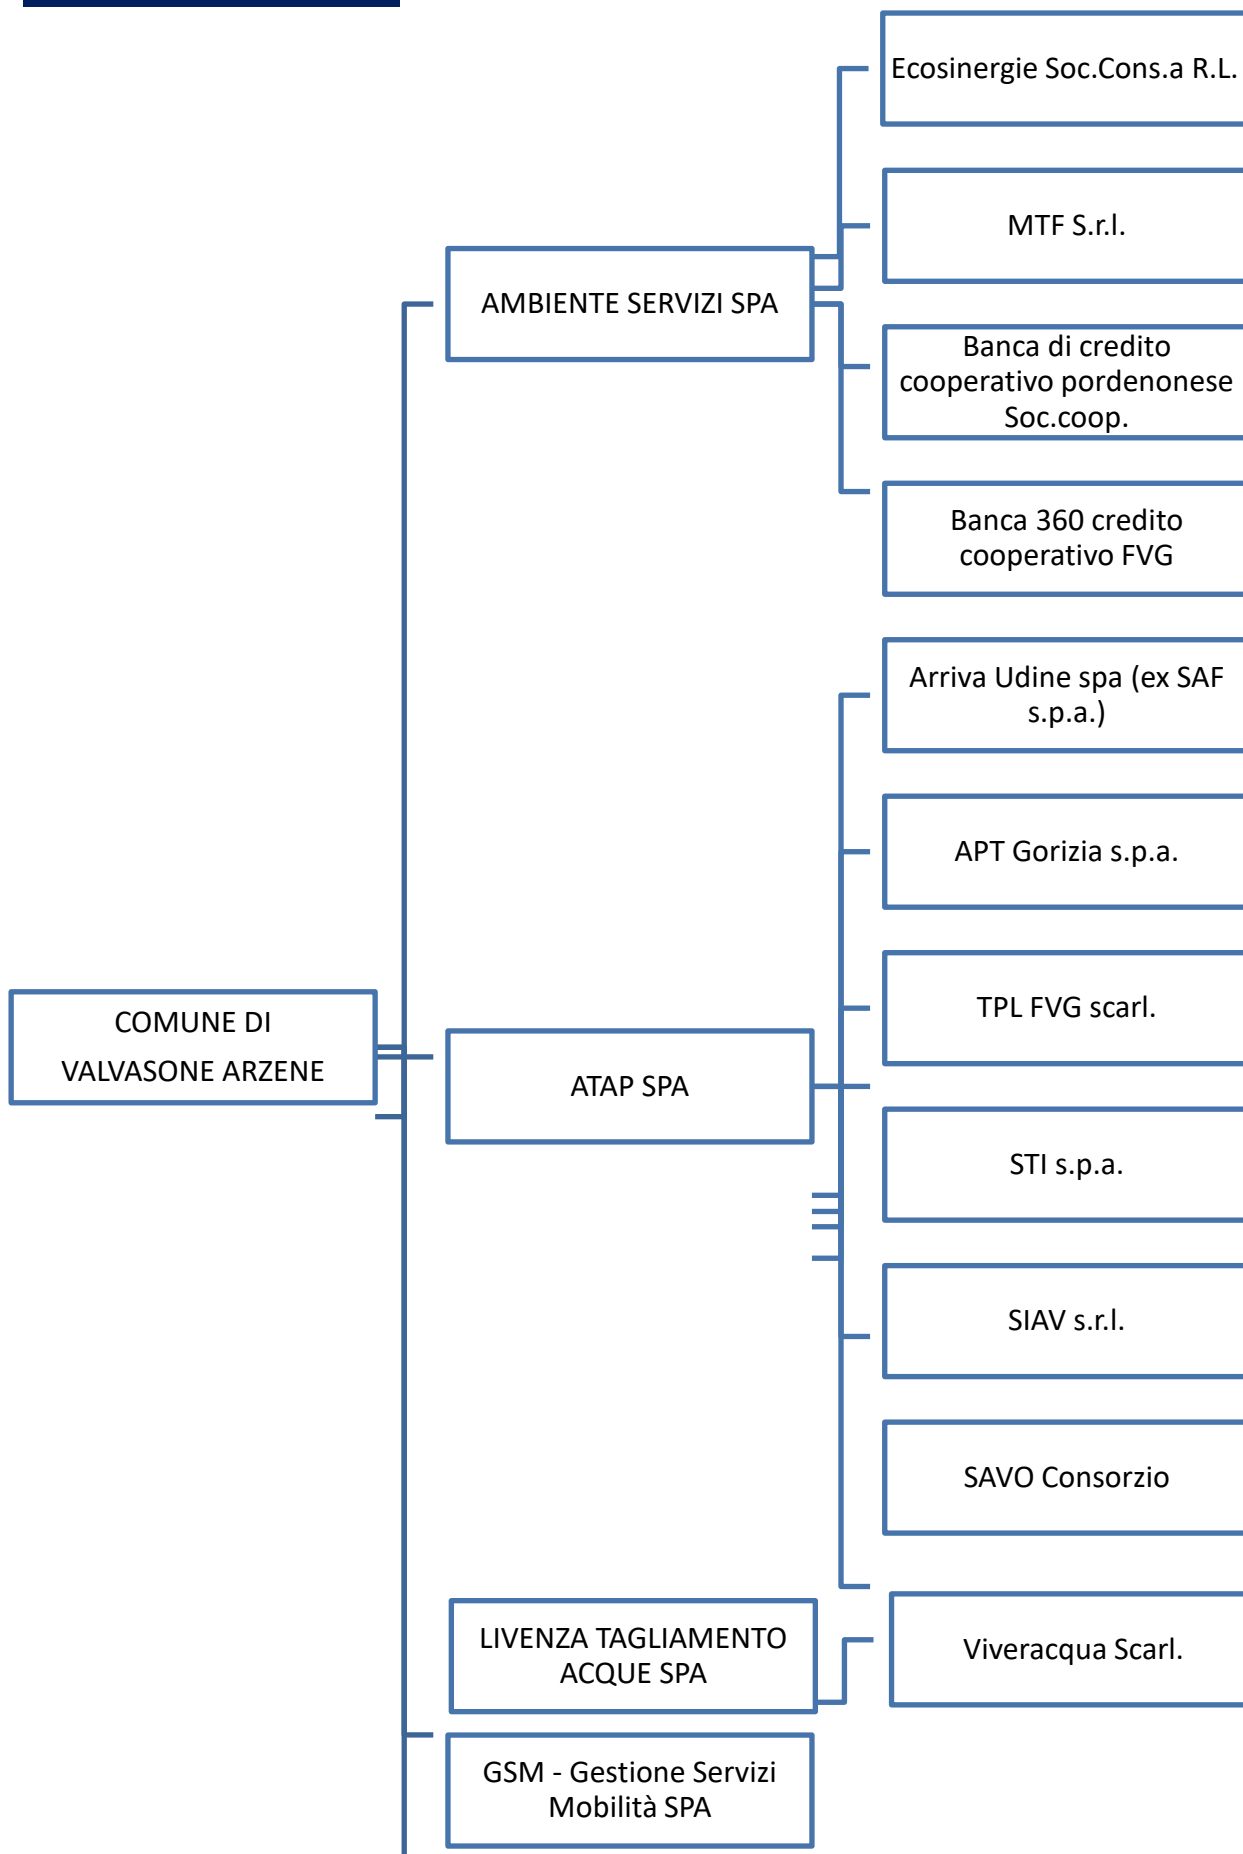 Ecosinergie Soc.Cons.a R.L.
MTF S.r.l.
AMBIENTE SERVIZI SPA
Banca di credito
cooperativo pordenonese
Soc.coop.
Banca 360 credito
cooperativo FVG
Arriva Udine spa (ex SAF
s.p.a.)
APT Gorizia s.p.a.
TPL FVG scarl.
COMUNE DI
VALVASONE ARZENE
ATAP SPA
STI s.p.a.
SIAV s.r.l.
SAVO Consorzio
LIVENZA TAGLIAMENTO
ACQUE SPA
Viveracqua Scarl.
GSM - Gestione Servizi
Mobilità SPA